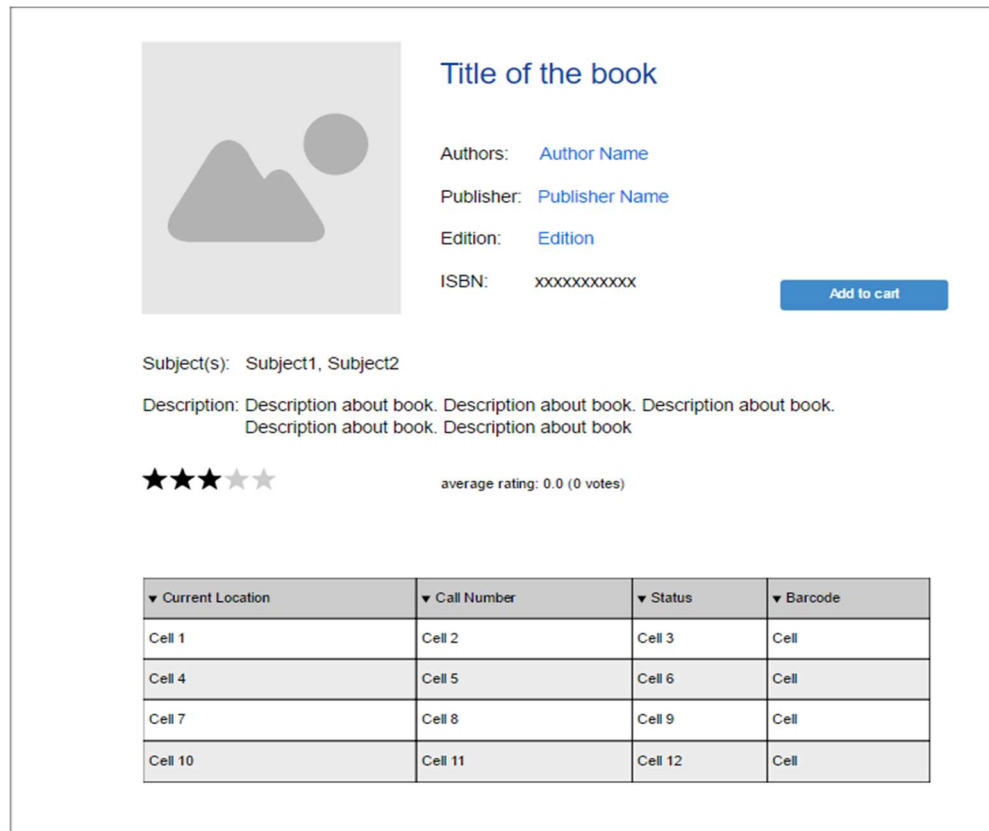 Title of the book
Authors: Author Name
Publisher: Publisher Name
Edition: Edition
ISBN: xxxxxxxxxxx
Add to cart
Subject(s): Subject1, Subject2
Description: Description about book. Description about book. Description about book.
Description about book. Description about book
average rating: 0.0 (0 votes)
▼ Current Location ▼ Call Number ▼ Status ▼ Barcode
Cell 1 Cell 2 Cell 3 Cell
Cell 4 Cell 5 Cell 6 Cell
Cell 7 Cell 8 Cell 9 Cell
Cell 10 Cell 11 Cell 12 Cell